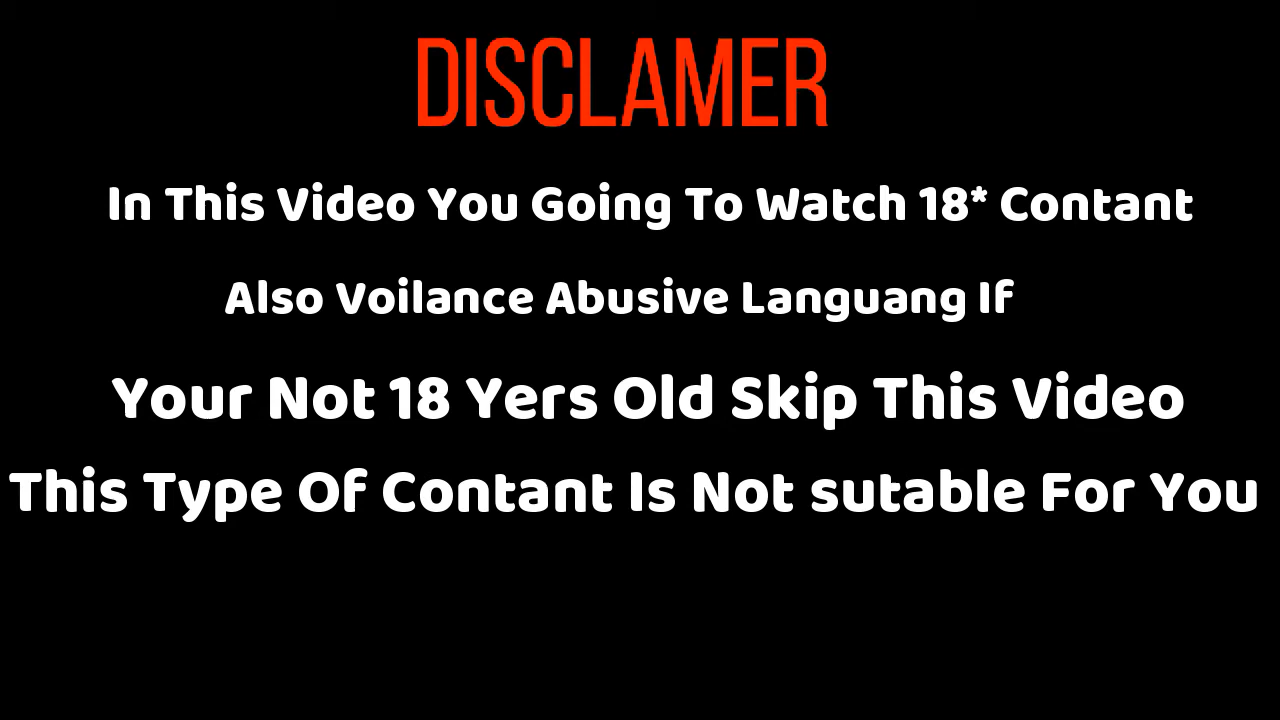 DISCLAMER
In This Video You Going To Watch 18* Contant
Also Voilance Abusive Languang If
Your Not 18 Yers Old Skip This Video
This Type Of Contant Is Not sutable For You